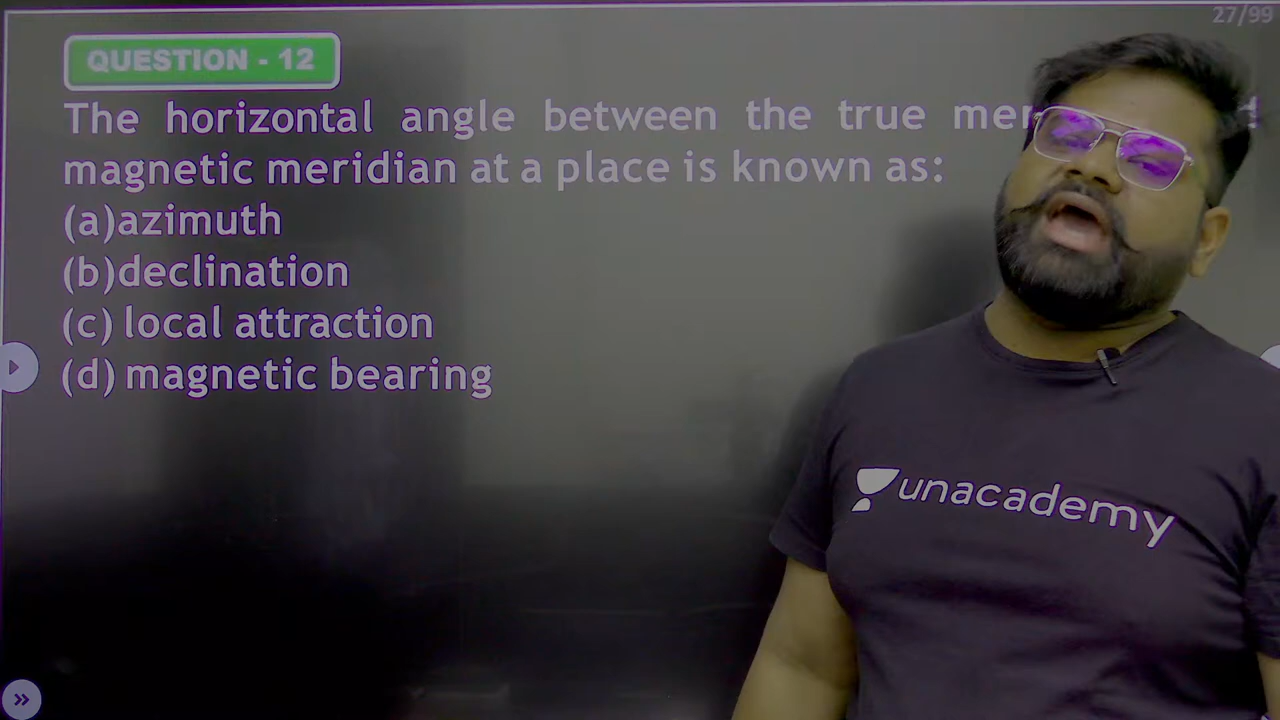 27/99
QUESTION - 12
The horizontal angle between the true
magnetic meridian at a place is known as:
(a)azimuth
(b)declination
(c) local attraction
(d) magnetic bearing
unacademy